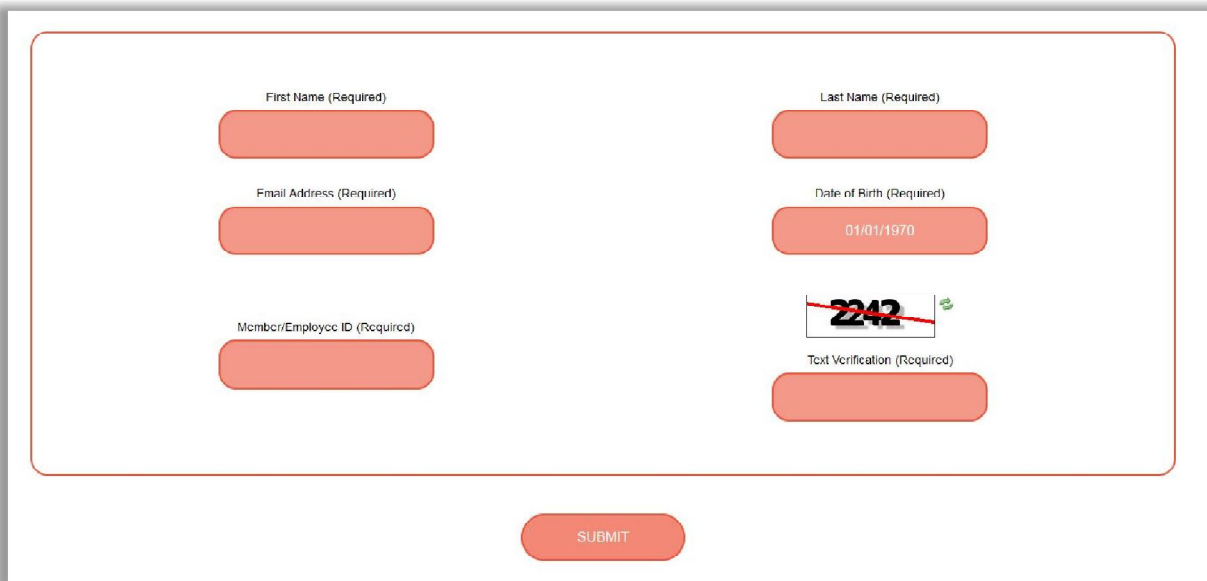 First Name (Required)
Last Name (Required)
Email Address (Required)
Date of Birth (Required)
01/01/1970
2242
Member/Employee ID (Required)
Text Verification (Required)
SUBMIT